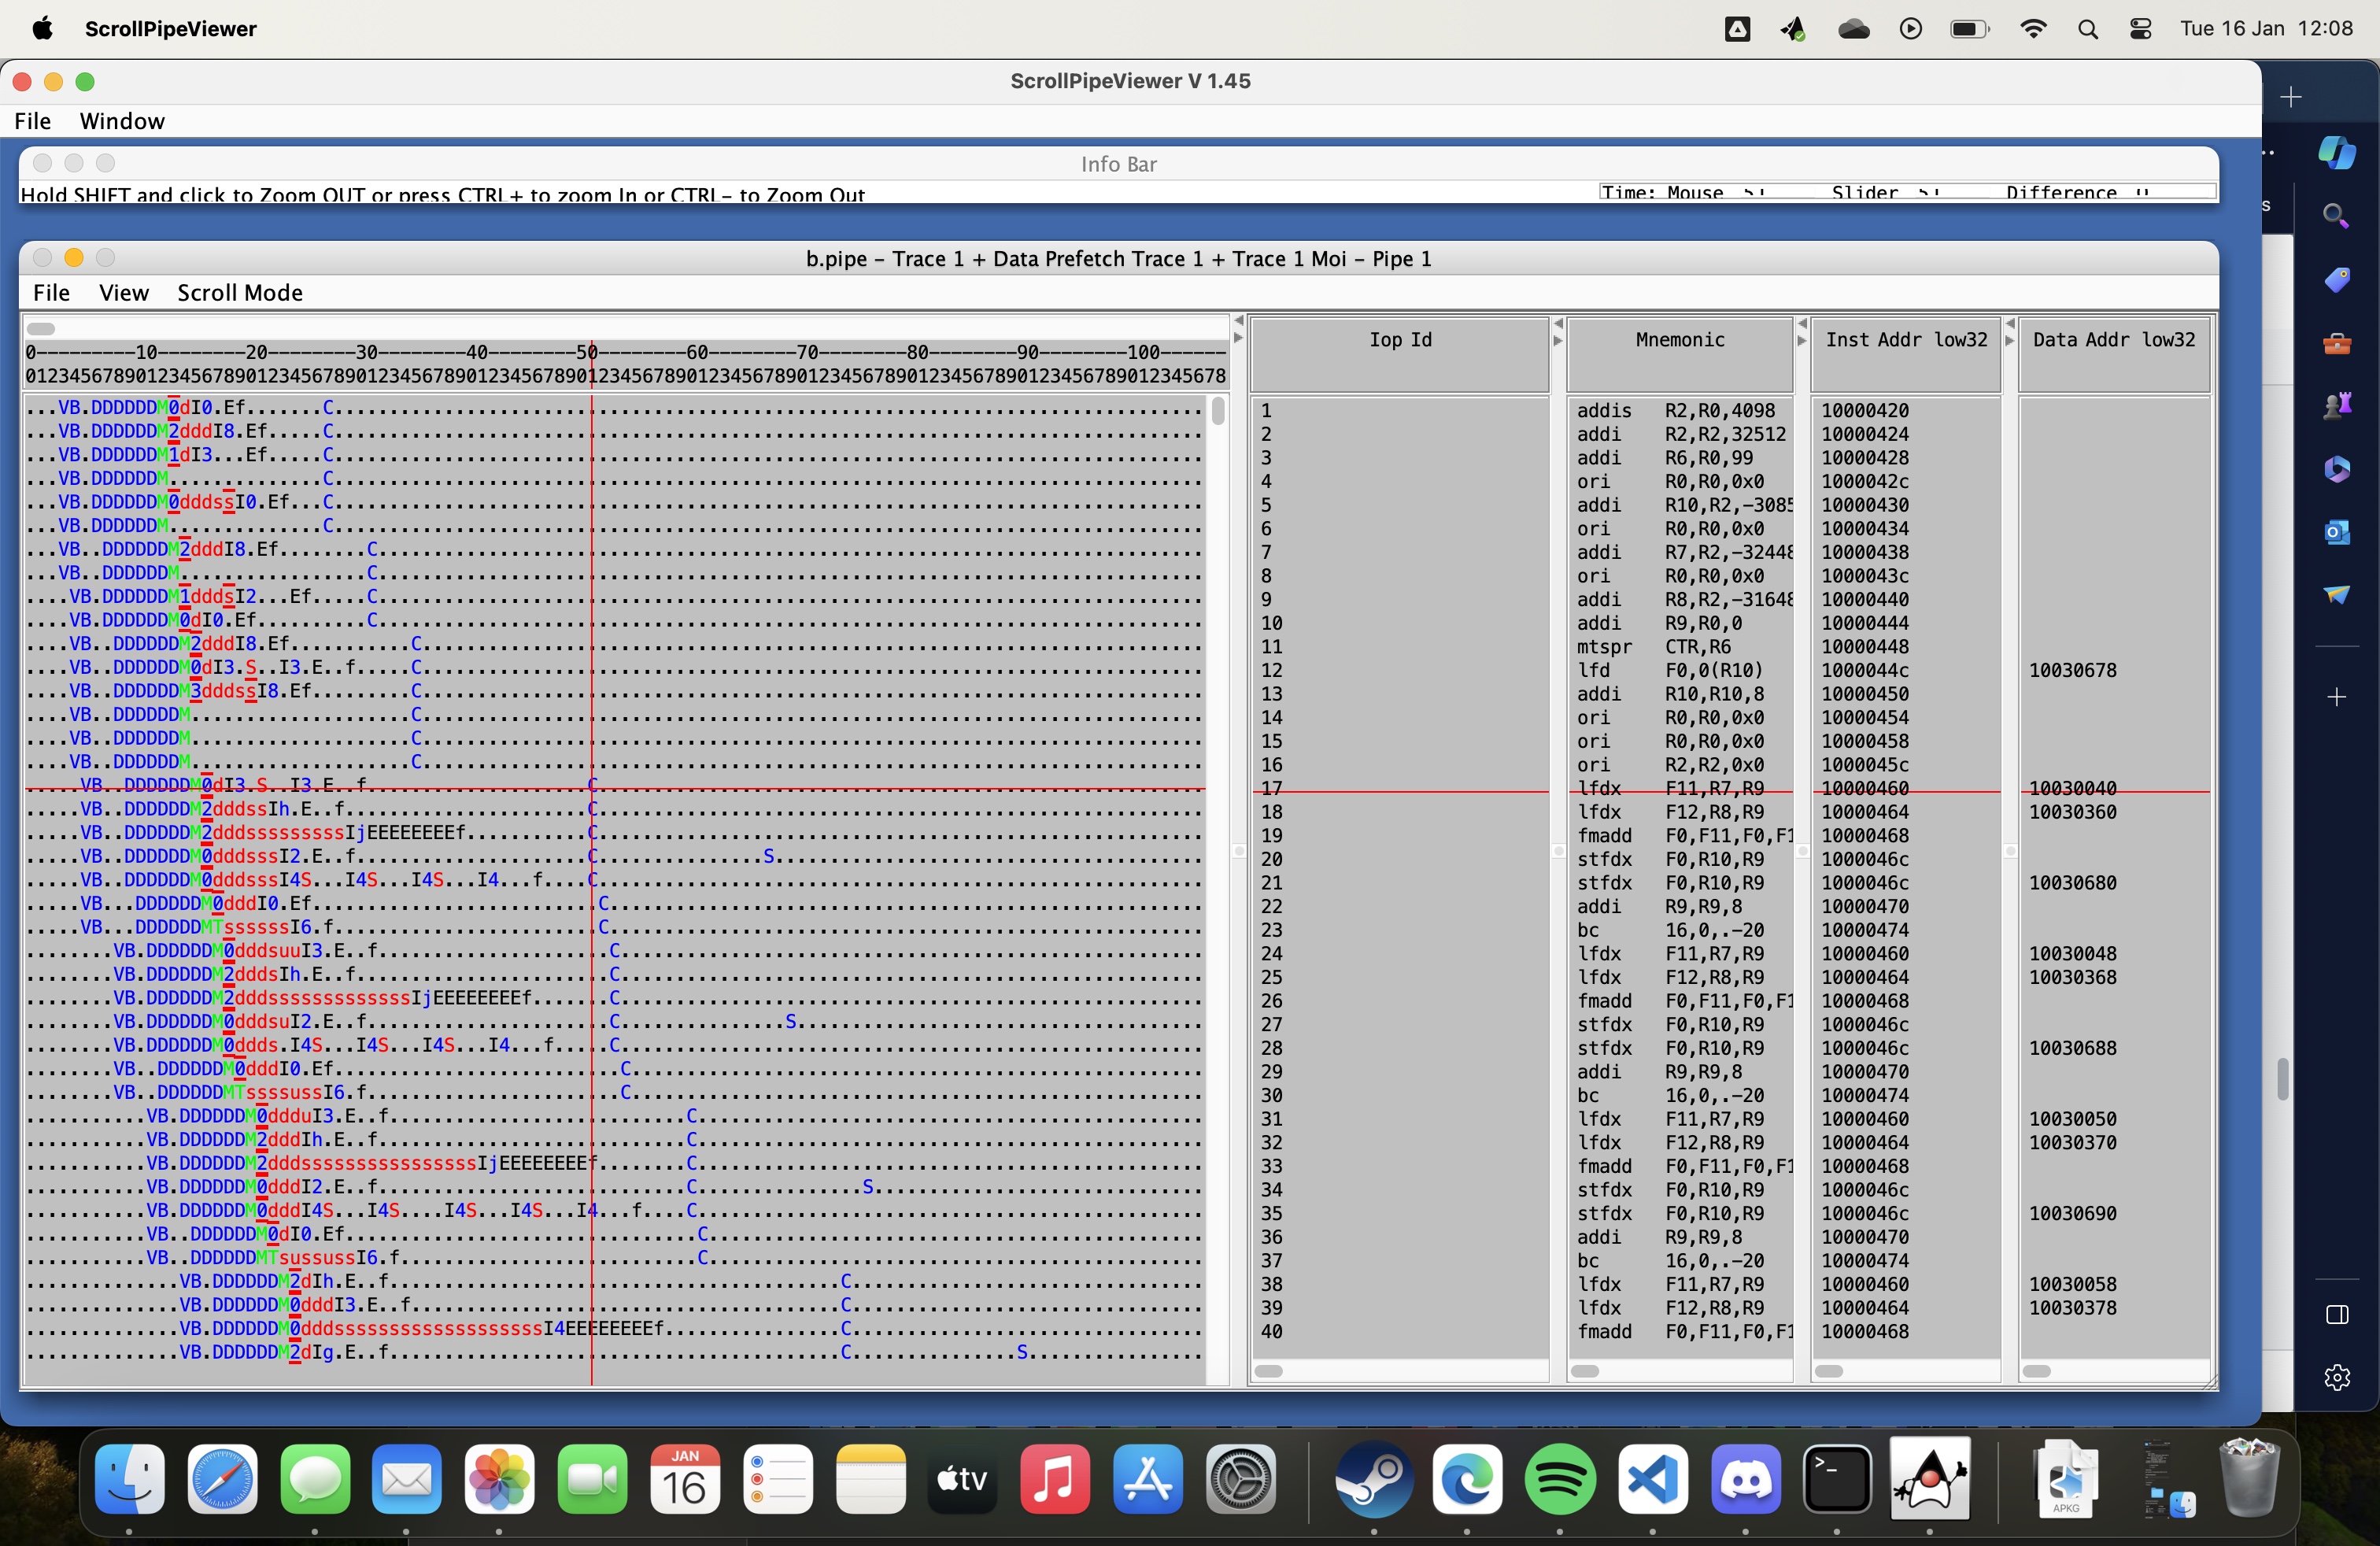 ScrollPipeViewer
Tue 16 Jan 12:08
ScrollPipeViewer V 1.45
File Window
Info Bar
Hold SHIFT and click to Zoom OUT or press CTRL+ to zoom In or CTRL- to Zoom Out
Time: Mouse Slider Difference
b.pipe - Trace 1 + Data Prefetch Trace 1 + Trace 1 Moi - Pipe 1
File View Scroll Mode
0---------10--------20--------30--------40--------50--------60--------70--------80--------90--------100------
0123456789012345678901234567890123456789012345678901234567890123456789012345678901234567890123456789012345678
...VB.DDDDDDM0dI0.Ef.......C...............................................................................
...VB.DDDDDDM2dddI8.Ef.....C...............................................................................
...VB.DDDDDDM1dI3...Ef.....C...............................................................................
...VB.DDDDDDM..............C...............................................................................
...VB.DDDDDDM0dddssI0.Ef...C...............................................................................
...VB.DDDDDDM..............C...............................................................................
...VB..DDDDDDM2dddI8.Ef........C...........................................................................
...VB..DDDDDDM.................C...........................................................................
....VB.DDDDDDM1dddsI2...Ef.....C...........................................................................
....VB.DDDDDDM0dI0.Ef..........C...........................................................................
....VB..DDDDDDM2dddI8.Ef...........C.......................................................................
....VB..DDDDDDM0dI3.S..I3.E..f.....C.......................................................................
....VB..DDDDDDM3dddssI8.Ef.........C.......................................................................
....VB..DDDDDDM....................C.......................................................................
....VB..DDDDDDM....................C.......................................................................
....VB..DDDDDDM....................C.......................................................................
.....VB..DDDDDDM0dI3.S..I3.E..f....................C.......................................................
.....VB..DDDDDDM2dddssIh.E..f......................C.......................................................
.....VB..DDDDDDM2dddsssssssssIjEEEEEEEEf...........C.......................................................
.....VB..DDDDDDM0dddsssI2.E..f.....................C...............S.......................................
.....VB..DDDDDDM0dddsssI4S...I4S...I4S...I4...f....C.......................................................
.....VB...DDDDDDM0dddI0.Ef..........................C......................................................
.....VB...DDDDDDMTssssssI6.f........................C......................................................
........VB.DDDDDDM0dddsuuI3.E..f.....................C.....................................................
........VB.DDDDDDM2dddsIh.E..f.......................C.....................................................
........VB.DDDDDDM2dddsssssssssssssIjEEEEEEEEf.......C.....................................................
........VB.DDDDDDM0dddsuI2.E..f......................C...............S.....................................
........VB.DDDDDDM0ddds.I4S...I4S...I4S...I4...f.....C.....................................................
........VB..DDDDDDM0dddI0.Ef..........................C....................................................
........VB..DDDDDDMTssssussI6.f.......................C....................................................
...........VB.DDDDDDM0ddduI3.E..f...........................C..............................................
...........VB.DDDDDDM2dddIh.E..f............................C..............................................
...........VB.DDDDDDM2dddssssssssssssssssIjEEEEEEEEf........C..............................................
...........VB.DDDDDDM0dddI2.E..f............................C...............S..............................
...........VB.DDDDDDM0dddI4S...I4S....I4S...I4S...I4...f....C..............................................
...........VB..DDDDDDM0dI0.Ef................................C.............................................
...........VB..DDDDDDMTsussussI6.f...........................C.............................................
..............VB.DDDDDDM2dIh.E..f.........................................C................................
..............VB.DDDDDDM0dddI3.E..f.......................................C................................
..............VB.DDDDDDM0dddsssssssssssssssssssI4EEEEEEEEf................C................................
..............VB.DDDDDDM2dIg.E..f.........................................C...............S................
Iop Id Mnemonic Inst Addr low32 Data Addr low32
1 addis R2,R0,4098 10000420
2 addi R2,R2,32512 10000424
3 addi R6,R0,99 10000428
4 ori R0,R0,0x0 1000042c
5 addi R10,R2,-3085 10000430
6 ori R0,R0,0x0 10000434
7 addi R7,R2,-32448 10000438
8 ori R0,R0,0x0 1000043c
9 addi R8,R2,-31648 10000440
10 addi R9,R0,0 10000444
11 mtspr CTR,R6 10000448
12 lfd F0,0(R10) 1000044c 10030678
13 addi R10,R10,8 10000450
14 ori R0,R0,0x0 10000454
15 ori R0,R0,0x0 10000458
16 ori R2,R2,0x0 1000045c
17 lfdx F11,R7,R9 10000460 10030040
18 lfdx F12,R8,R9 10000464 10030360
19 fmadd F0,F11,F0,F1 10000468
20 stfdx F0,R10,R9 1000046c
21 stfdx F0,R10,R9 1000046c 10030680
22 addi R9,R9,8 10000470
23 bc 16,0,.-20 10000474
24 lfdx F11,R7,R9 10000460 10030048
25 lfdx F12,R8,R9 10000464 10030368
26 fmadd F0,F11,F0,F1 10000468
27 stfdx F0,R10,R9 1000046c
28 stfdx F0,R10,R9 1000046c 10030688
29 addi R9,R9,8 10000470
30 bc 16,0,.-20 10000474
31 lfdx F11,R7,R9 10000460 10030050
32 lfdx F12,R8,R9 10000464 10030370
33 fmadd F0,F11,F0,F1 10000468
34 stfdx F0,R10,R9 1000046c
35 stfdx F0,R10,R9 1000046c 10030690
36 addi R9,R9,8 10000470
37 bc 16,0,.-20 10000474
38 lfdx F11,R7,R9 10000460 10030058
39 lfdx F12,R8,R9 10000464 10030378
40 fmadd F0,F11,F0,F1 10000468
JAN
16
tv
APKG